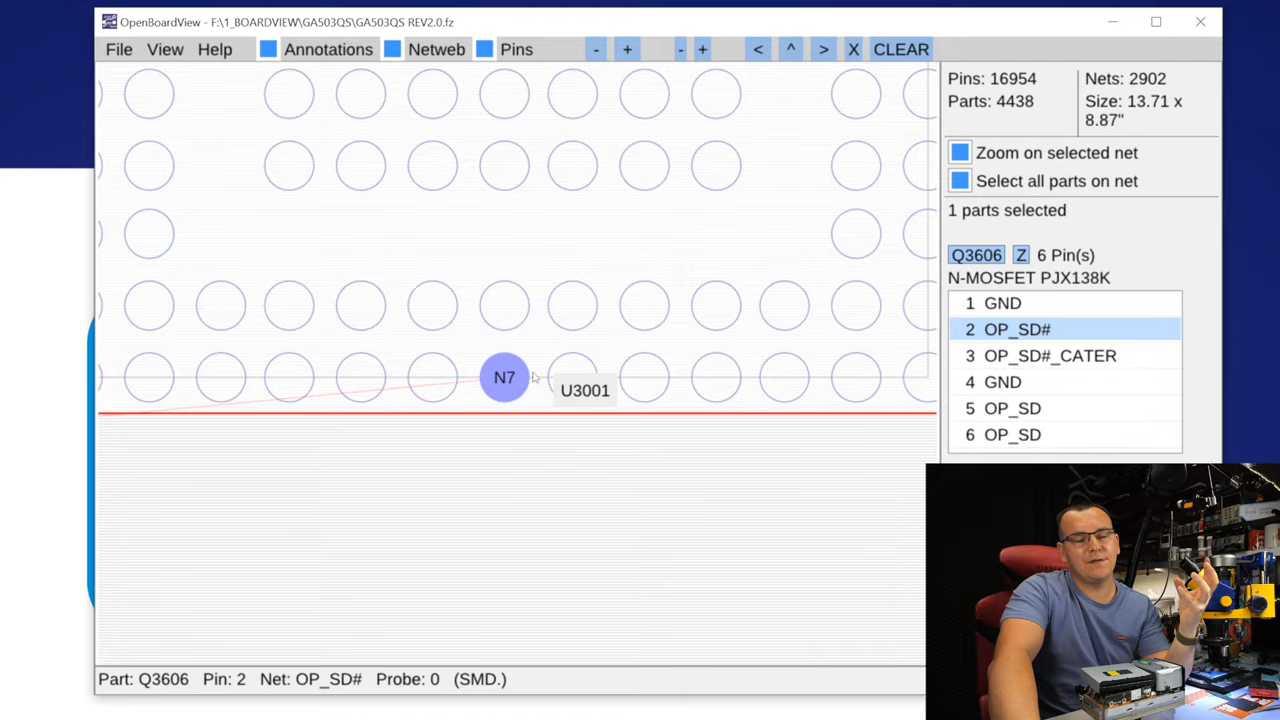 OpenBoardView - F:\1_BOARDVIEW\GA503QS\GA503QS REV2.0.fz
File View Help Annotations Netweb Pins - + - + < ^ > X CLEAR
Pins: 16954 Nets: 2902
Parts: 4438 Size: 13.71 x
8.87"
Zoom on selected net
Select all parts on net
1 parts selected
Q3606 Z 6 Pin(s)
N-MOSFET PJX138K
1 GND
2 OP_SD#
3 OP_SD#_CATER
4 GND
5 OP_SD
6 OP_SD
N7
U3001
Part: Q3606 Pin: 2 Net: OP_SD# Probe: 0 (SMD.)